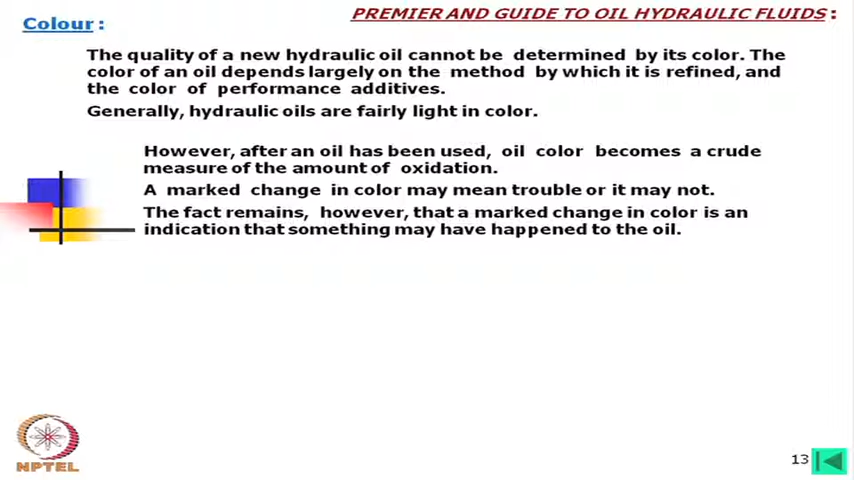 PREMIER AND GUIDE TO OIL HYDRAULIC FLUIDS :
Colour :
The quality of a new hydraulic oil cannot be determined by its color. The
color of an oil depends largely on the method by which it is refined, and
the color of performance additives.
Generally, hydraulic oils are fairly light in color.
However, after an oil has been used, oil color becomes a crude
measure of the amount of oxidation.
A marked change in color may mean trouble or it may not.
The fact remains, however, that a marked change in color is an
indication that something may have happened to the oil.
NPTEL
13